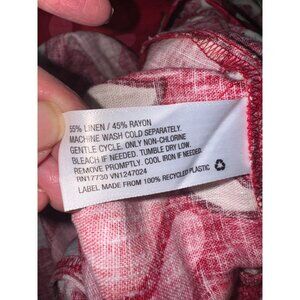 55% LINEN / 45% RAYON
MACHINE WASH COLD SEPARATELY.
GENTLE CYCLE. ONLY NON-CHLORINE
BLEACH IF NEEDED. TUMBLE DRY LOW.
REMOVE PROMPTLY. COOL IRON IF NEEDED.
RN17730 VN1247024
LABEL MADE FROM 100% RECYCLED PLASTIC